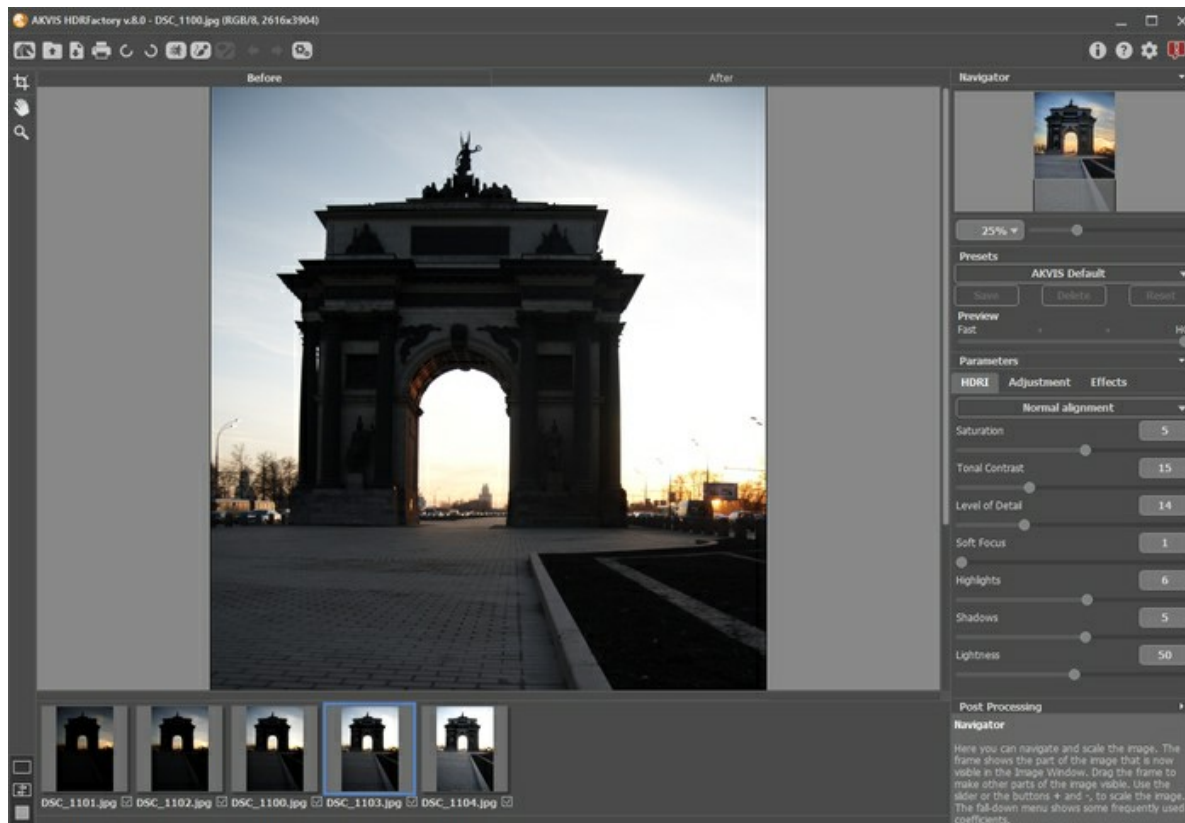 AKVIS HDRFactory v.8.0 - DSC_1100.jpg (RGB/8, 2616x3904)
Before
After
Navigator
25%
Presets
AKVIS Default
Save Delete Reset
Preview
Fast
Parameters
HDRI Adjustment Effects
Normal alignment
Saturation 5
Tonal Contrast 15
Level of Detail 14
Soft Focus 1
Highlights 6
Shadows 5
Lightness 50
Post Processing
Navigator
Here you can navigate and scale the image. The
frame shows the part of the image that is now
visible in the Image Window. Drag the frame to
make other parts of the image visible. Use the
slider or the buttons + and -, to scale the image.
The fall-down menu shows some frequently used
coefficients.
DSC_1101.jpg DSC_1102.jpg DSC_1100.jpg DSC_1103.jpg DSC_1104.jpg